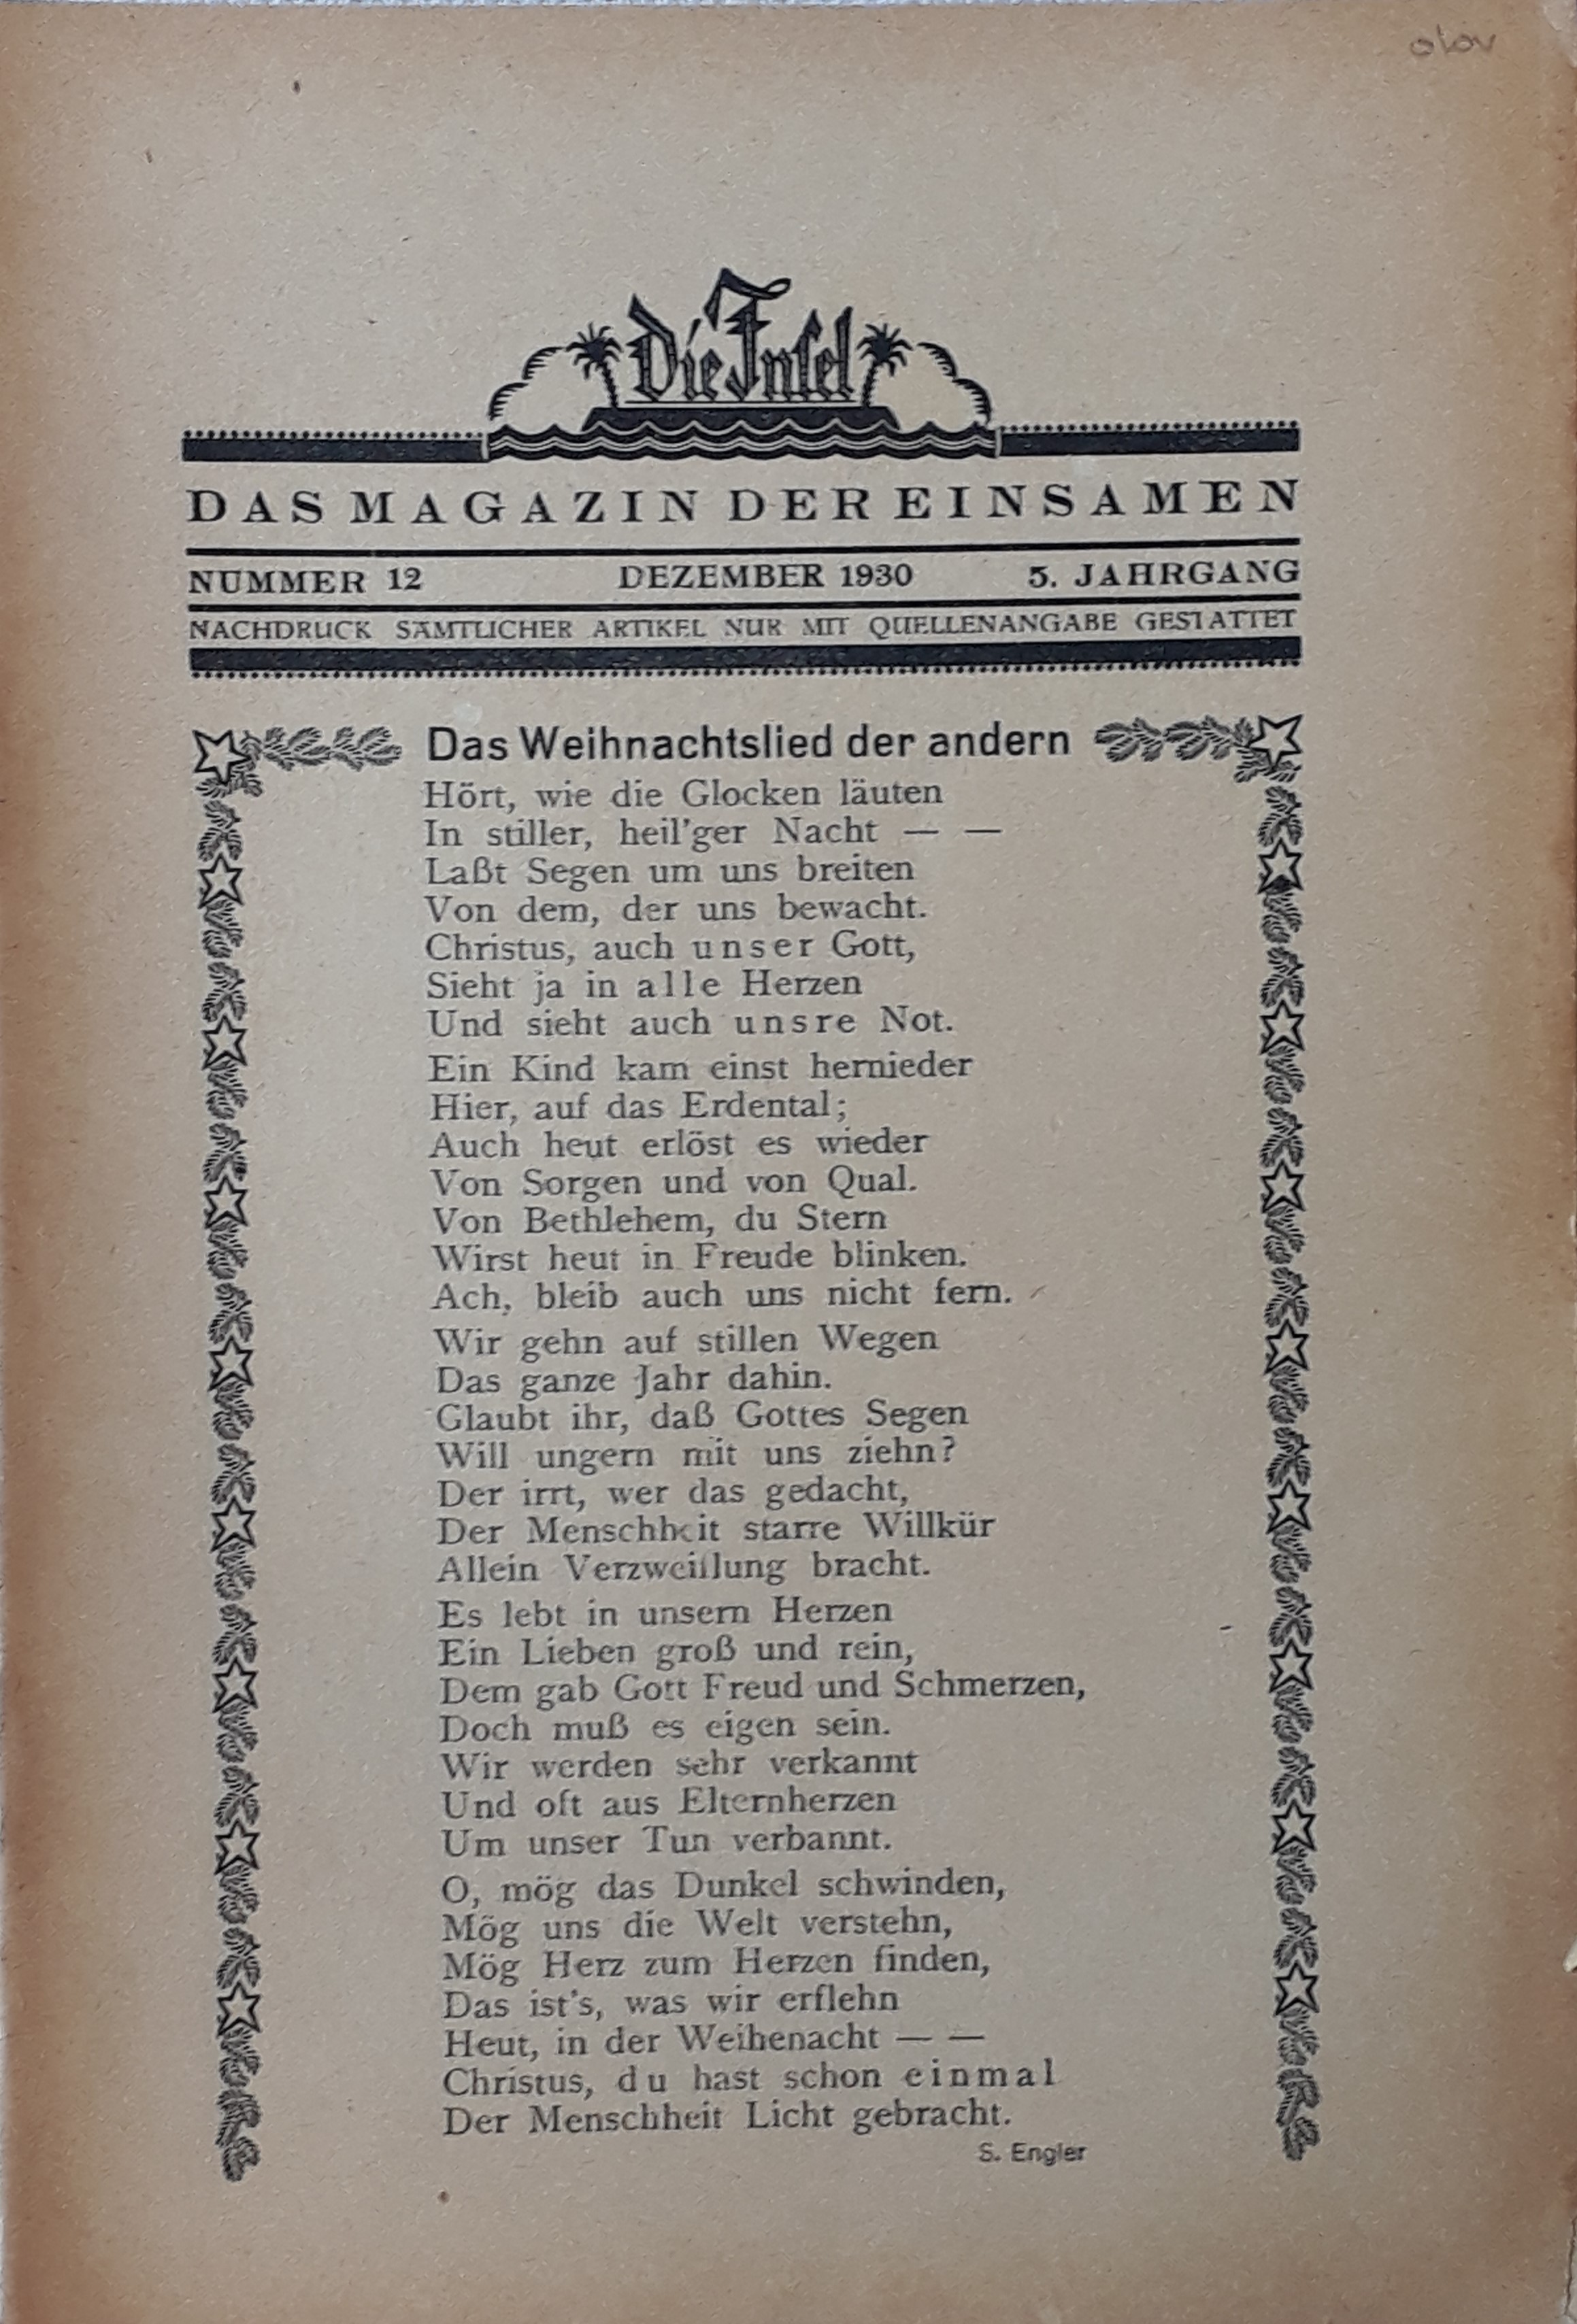 Die Insel
DAS MAGAZIN DER EINSAMEN
NUMMER 12 DEZEMBER 1930 5. JAHRGANG
NACHDRUCK SÄMTLICHER ARTIKEL NUR MIT QUELLENANGABE GESTATTET
Das Weihnachtslied der andern
Hört, wie die Glocken läuten
In stiller, heil'ger Nacht — —
Laßt Segen um uns breiten
Von dem, der uns bewacht.
Christus, auch unser Gott,
Sieht ja in alle Herzen
Und sieht auch unsre Not.
Ein Kind kam einst hernieder
Hier, auf das Erdental;
Auch heut erlöst es wieder
Von Sorgen und von Qual.
Von Bethlehem, du Stern
Wirst heut in Freude blinken.
Ach, bleib auch uns nicht fern.
Wir gehn auf stillen Wegen
Das ganze Jahr dahin.
Glaubt ihr, daß Gottes Segen
Will ungern mit uns ziehn?
Der irrt, wer das gedacht,
Der Menschheit starre Willkür
Allein Verzweiflung bracht.
Es lebt in unsern Herzen
Ein Lieben groß und rein,
Dem gab Gott Freud und Schmerzen,
Doch muß es eigen sein.
Wir werden sehr verkannt
Und oft aus Elternherzen
Um unser Tun verbannt.
O, mög das Dunkel schwinden,
Mög uns die Welt verstehn,
Mög Herz zum Herzen finden,
Das ist's, was wir erflehn
Heut, in der Weihenacht — —
Christus, du hast schon einmal
Der Menschheit Licht gebracht.
S. Engler